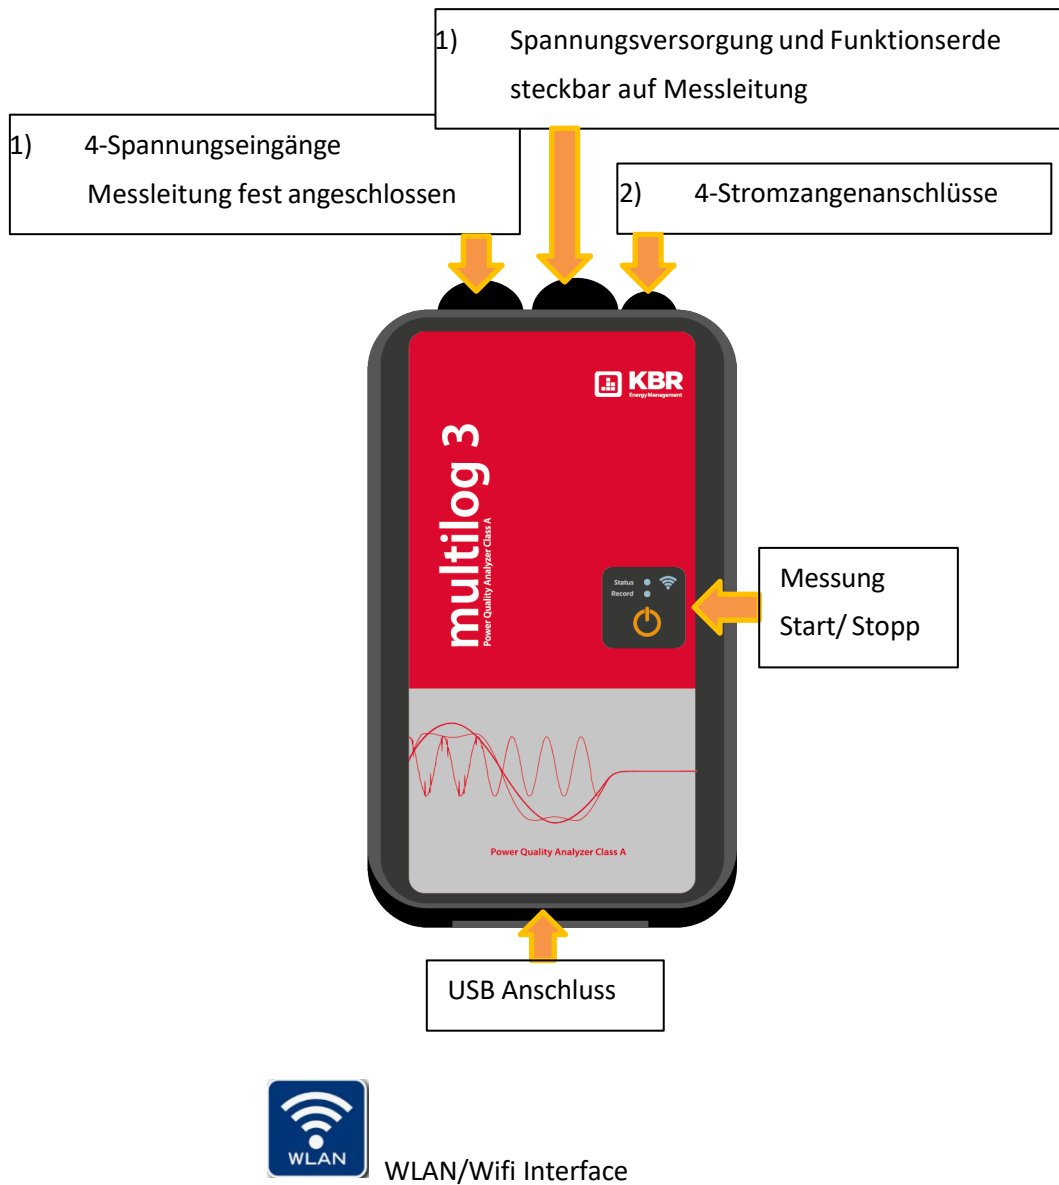 1) Spannungsversorgung und Funktionserde
steckbar auf Messleitung
1) 4-Spannungseingänge
Messleitung fest angeschlossen
2) 4-Stromzangenanschlüsse
KBR
Energy Management
multilog 3
Power Quality Analyzer Class A
Status
Record
Messung
Start/ Stopp
Power Quality Analyzer Class A
USB Anschluss
WLAN
WLAN/Wifi Interface